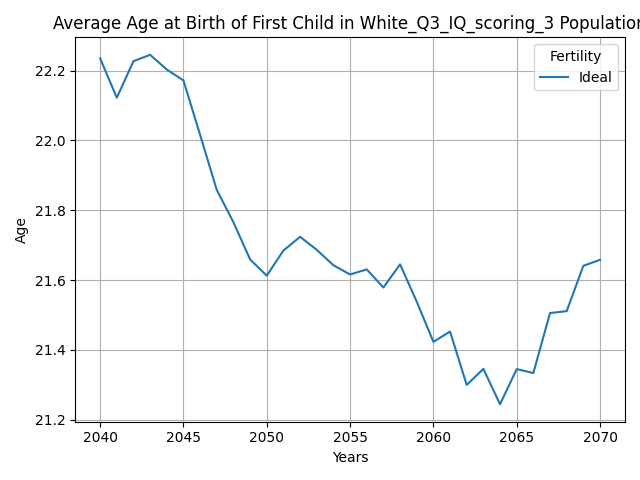 Average Age at Birth of First Child in White_Q3_IQ_scoring_3 Population
Fertility
Ideal
22.2
22.0
21.8
21.6
21.4
21.2
Age
2040 2045 2050 2055 2060 2065 2070
Years